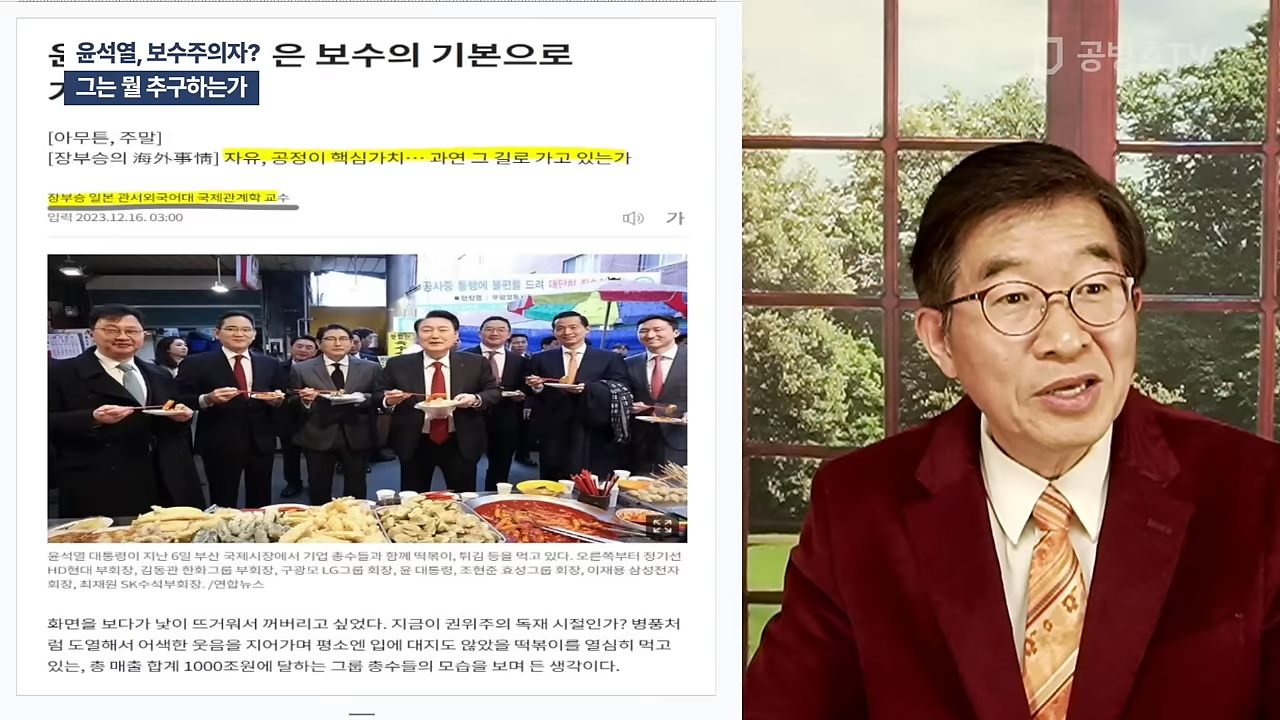 윤석열, 보수주의자? 은 보수의 기본으로
그는 뭘 추구하는가
[아무튼, 주말]
[장부승의 海外事情] 자유, 공정이 핵심가치… 과연 그 길로 가고 있는가
장부승 일본 관서외국어대 국제관계학 교수
입력 2023.12.16. 03:00
가
공사중 통행에 불편을 드려
윤석열 대통령이 지난 6일 부산 국제시장에서 기업 총수들과 함께 떡볶이, 튀김 등을 먹고 있다. 오른쪽부터 정기선
HD현대 부회장, 김동관 한화그룹 부회장, 구광모 LG그룹 회장, 윤 대통령, 조현준 효성그룹 회장, 이재용 삼성전자
회장, 최재원 SK수석부회장. /연합뉴스
화면을 보다가 낯이 뜨거워서 꺼버리고 싶었다. 지금이 권위주의 독재 시절인가? 병풍처
럼 도열해서 어색한 웃음을 지어가며 평소엔 입에 대지도 않았을 떡볶이를 열심히 먹고
있는, 총 매출 합계 1000조원에 달하는 그룹 총수들의 모습을 보며 든 생각이다.
공병호TV